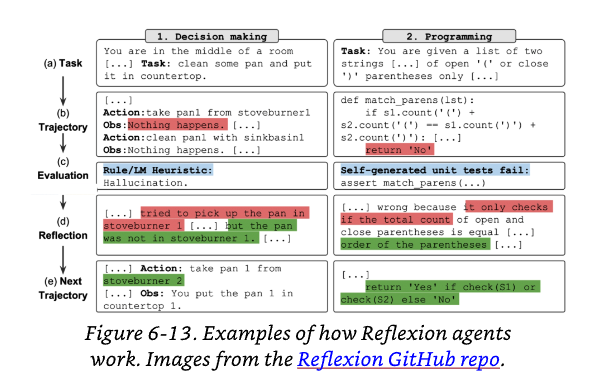 1. Decision making
2. Programming
(a) Task
You are in the middle of a room
[...] Task: clean some pan and put
it in countertop.
Task: You are given a list of two
strings [...] of open '(' or close
')' parentheses only [...]
(b)
Trajectory
[...]
Action:take pan1 from stoveburner1
Obs:Nothing happens. [...]
Action:clean pan1 with sinkbasin1
Obs:Nothing happens. [...]
def match_parens(lst):
if s1.count('(') +
s2.count('(') == s1.count(')') +
s2.count(')'): [...]
return 'No'
(c)
Evaluation
Rule/LM Heuristic:
Hallucination.
Self-generated unit tests fail:
assert match_parens(...)
(d)
Reflection
[...] tried to pick up the pan in
stoveburner 1 [...] but the pan
was not in stoveburner 1. [...]
[...] wrong because it only checks
if the total count of open and
close parentheses is equal [...]
order of the parentheses [...]
(e) Next
Trajectory
[...] Action: take pan 1 from
stoveburner 2
[...] Obs: You put the pan 1 in
countertop 1.
[...]
return 'Yes' if check(S1) or
check(S2) else 'No'
Figure 6-13. Examples of how Reflexion agents
work. Images from the Reflexion GitHub repo.